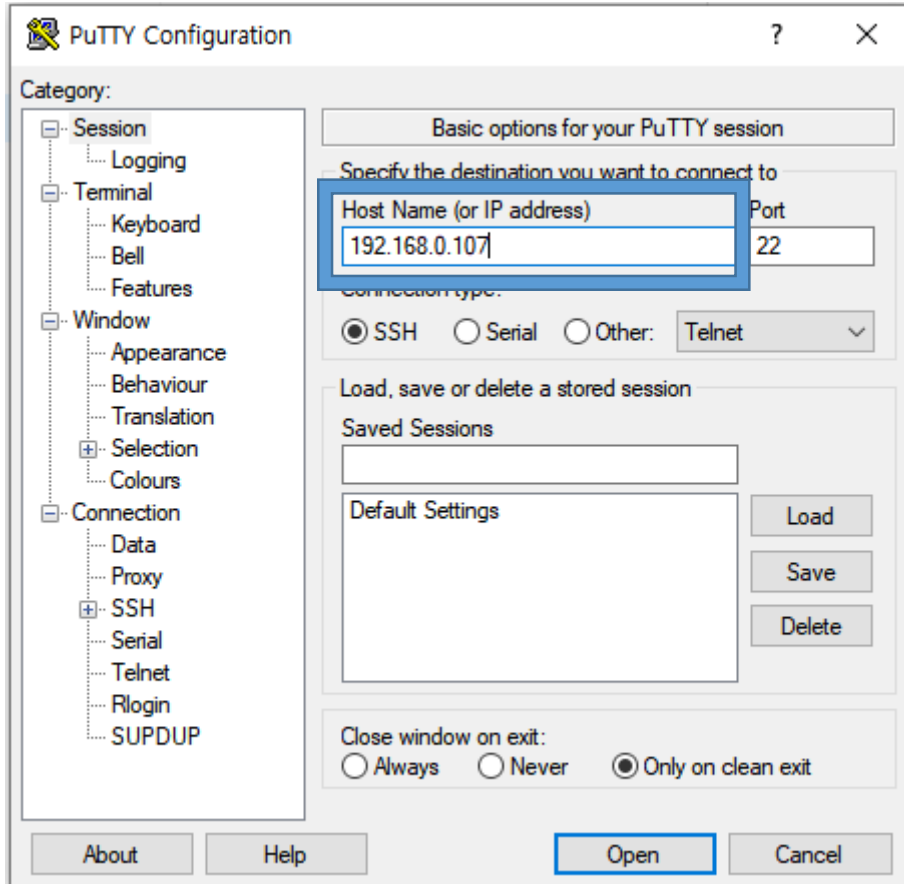 PuTTY Configuration
?
Category:
Session
Logging
Terminal
Keyboard
Bell
Features
Window
Appearance
Behaviour
Translation
Selection
Colours
Connection
Data
Proxy
SSH
Serial
Telnet
Rlogin
SUPDUP
Basic options for your PuTTY session
Specify the destination you want to connect to
Host Name (or IP address) Port
192.168.0.107 22
Connection type:
SSH Serial Other: Telnet
Load, save or delete a stored session
Saved Sessions
Default Settings
Load
Save
Delete
Close window on exit:
Always Never Only on clean exit
About Help Open Cancel